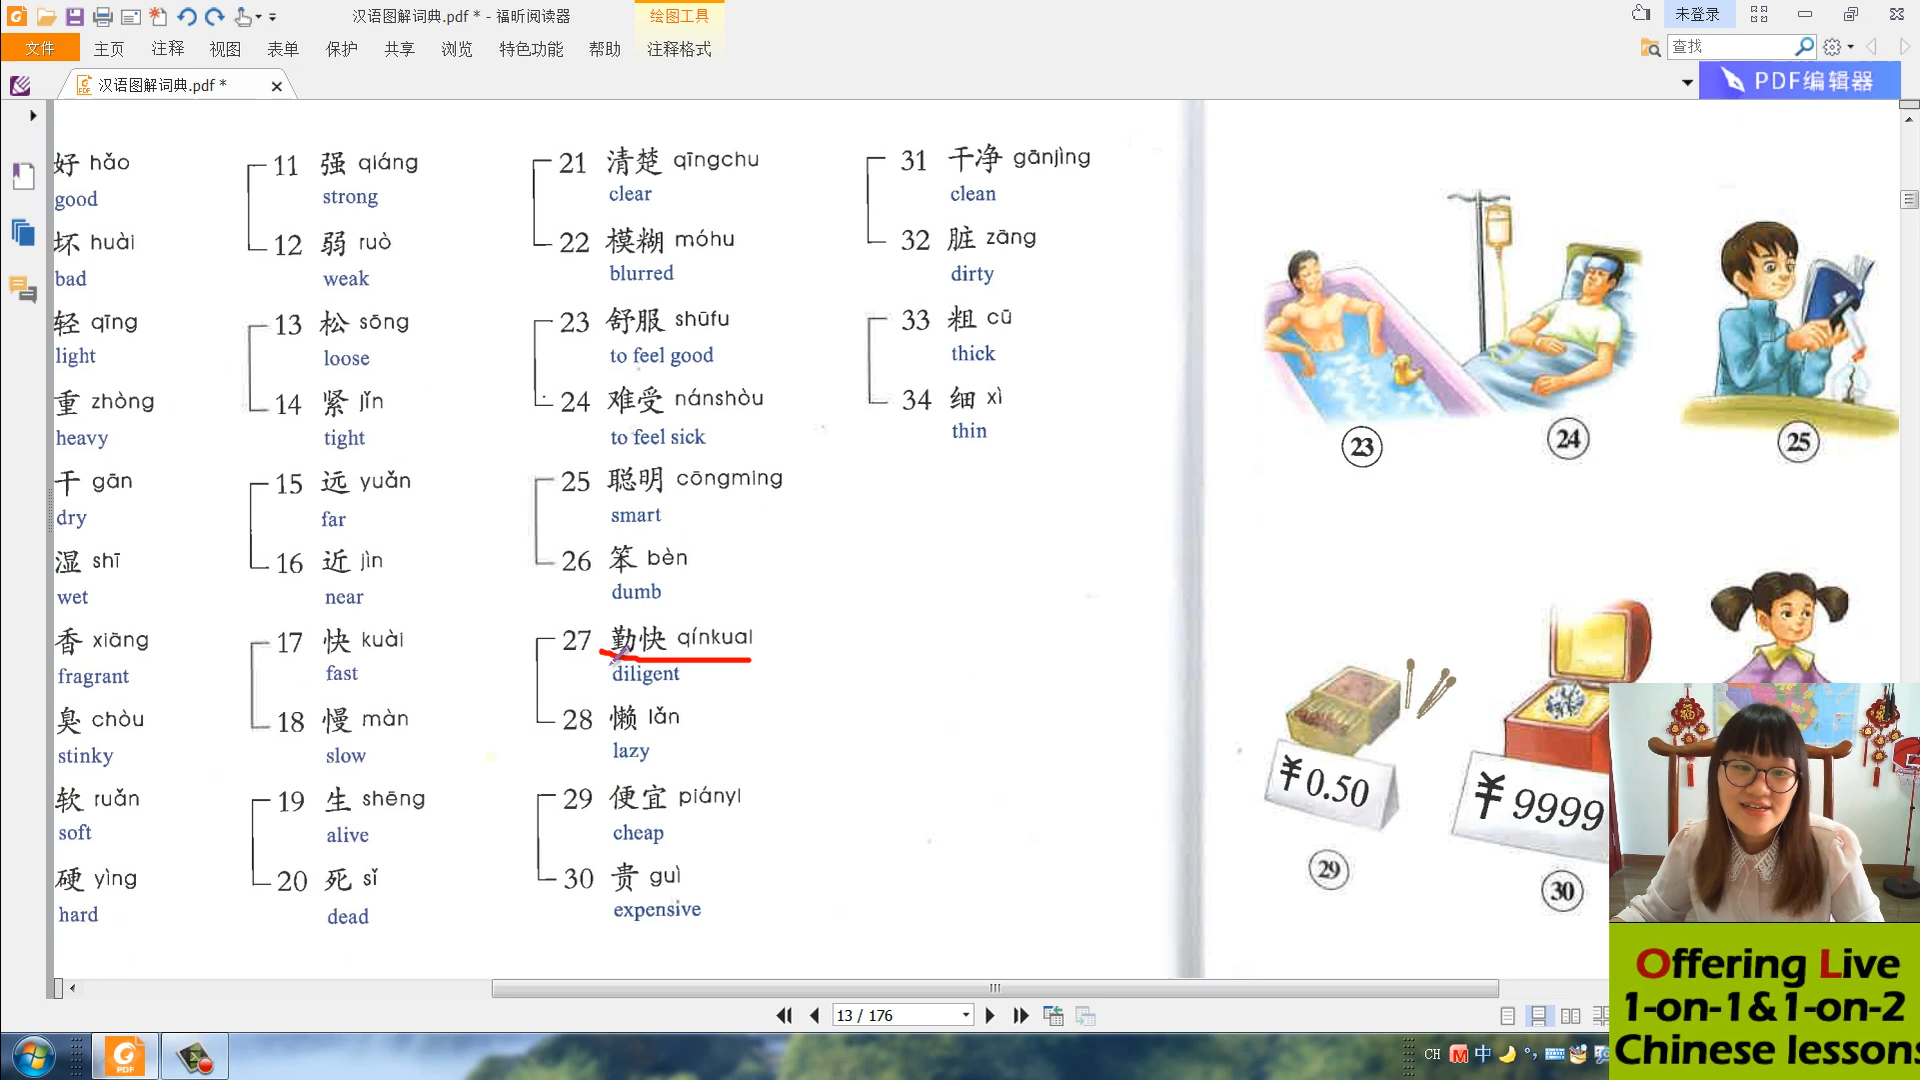 汉语图解词典.pdf * - 福昕阅读器
绘图工具
未登录
文件 主页 注释 视图 表单 保护 共享 浏览 特色功能 帮助 注释格式
查找
汉语图解词典.pdf *
PDF编辑器
好 hǎo
good
坏 huài
bad
轻 qīng
light
重 zhòng
heavy
干 gān
dry
湿 shī
wet
香 xiāng
fragrant
臭 chòu
stinky
软 ruǎn
soft
硬 yìng
hard
11 强 qiáng
strong
12 弱 ruò
weak
13 松 sōng
loose
14 紧 jǐn
tight
15 远 yuǎn
far
16 近 jìn
near
17 快 kuài
fast
18 慢 màn
slow
19 生 shēng
alive
20 死 sǐ
dead
21 清楚 qīngchu
clear
22 模糊 móhu
blurred
23 舒服 shūfu
to feel good
24 难受 nánshòu
to feel sick
25 聪明 cōngming
smart
26 笨 bèn
dumb
27 勤快 qínkuai
diligent
28 懒 lǎn
lazy
29 便宜 piányi
cheap
30 贵 guì
expensive
31 干净 gānjìng
clean
32 脏 zāng
dirty
33 粗 cū
thick
34 细 xì
thin
23
24
25
¥0.50
¥9999
29
30
Offering Live
1-on-1&1-on-2
Chinese lessons
13 / 176
CH 中
PDF